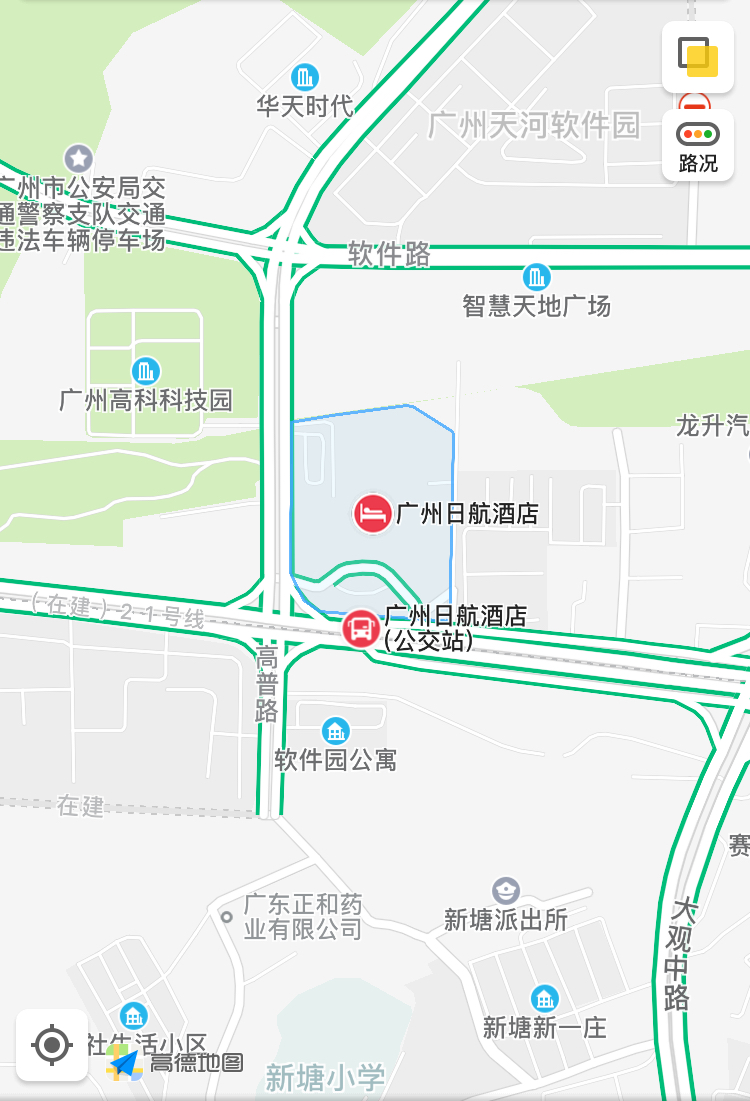 华天时代
广州天河软件园
路况
广州市公安局交
通警察支队交通
违法车辆停车场
软件路
智慧天地广场
广州高科科技园
龙升汽
广州日航酒店
(在建)21号线
广州日航酒店
(公交站)
高普路
软件园公寓
在建
赛
广东正和药
业有限公司
新塘派出所
大观中路
新塘新一庄
社生活小区
高德地图
新塘小学